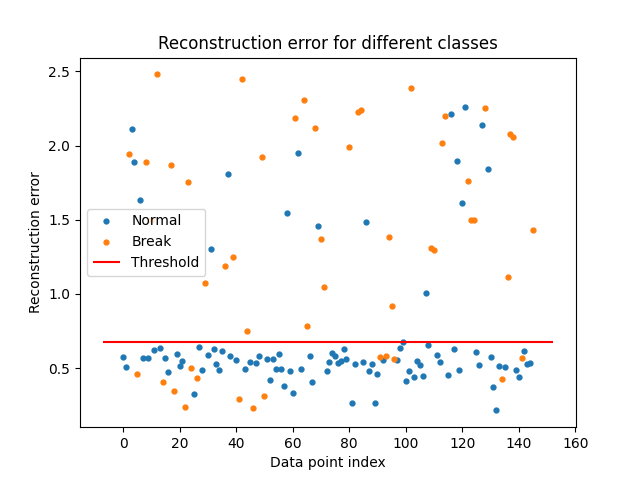 Reconstruction error for different classes
2.5
2.0
1.5
1.0
0.5
Reconstruction error
Normal
Break
Threshold
0 20 40 60 80 100 120 140 160
Data point index